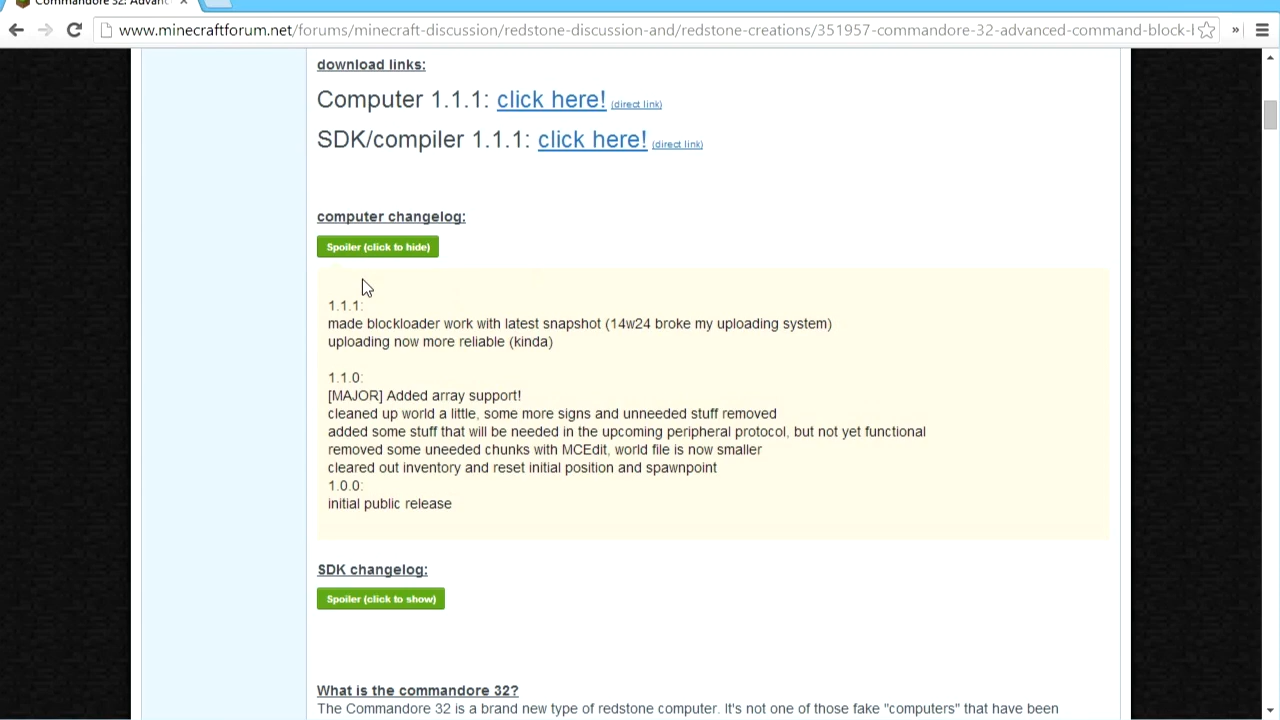 Commandore 32: Advanc
www.minecraftforum.net/forums/minecraft-discussion/redstone-discussion-and/redstone-creations/351957-commandore-32-advanced-command-block-l
download links:
Computer 1.1.1: click here! (direct link)
SDK/compiler 1.1.1: click here! (direct link)
computer changelog:
Spoiler (click to hide)
1.1.1:
made blockloader work with latest snapshot (14w24 broke my uploading system)
uploading now more reliable (kinda)
1.1.0:
[MAJOR] Added array support!
cleaned up world a little, some more signs and unneeded stuff removed
added some stuff that will be needed in the upcoming peripheral protocol, but not yet functional
removed some uneeded chunks with MCEdit, world file is now smaller
cleared out inventory and reset initial position and spawnpoint
1.0.0:
initial public release
SDK changelog:
Spoiler (click to show)
What is the commandore 32?
The Commandore 32 is a brand new type of redstone computer. It's not one of those fake "computers" that have been